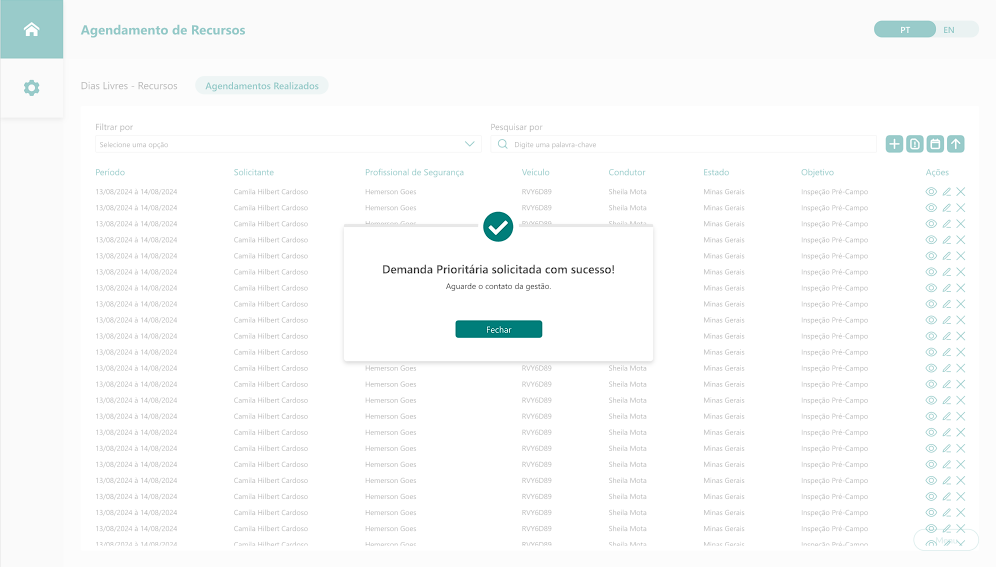 Agendamento de Recursos
PT EN
Dias Livres - Recursos Agendamentos Realizados
Filtrar por Pesquisar por
Selecione uma opção Digite uma palavra-chave
Período Solicitante Profissional de Segurança Veículo Condutor Estado Objetivo Ações
13/08/2024 à 14/08/2024 Camila Hilbert Cardoso Hemerson Goes RVY6D89 Sheila Mota Minas Gerais Inspeção Pré-Campo
13/08/2024 à 14/08/2024 Camila Hilbert Cardoso Hemerson Goes RVY6D89 Sheila Mota Minas Gerais Inspeção Pré-Campo
13/08/2024 à 14/08/2024 Camila Hilbert Cardoso Hemerson Goes RVY6D89 Sheila Mota Minas Gerais Inspeção Pré-Campo
13/08/2024 à 14/08/2024 Camila Hilbert Cardoso Minas Gerais Inspeção Pré-Campo
13/08/2024 à 14/08/2024 Camila Hilbert Cardoso Minas Gerais Inspeção Pré-Campo
13/08/2024 à 14/08/2024 Camila Hilbert Cardoso Minas Gerais Inspeção Pré-Campo
13/08/2024 à 14/08/2024 Camila Hilbert Cardoso Minas Gerais Inspeção Pré-Campo
13/08/2024 à 14/08/2024 Camila Hilbert Cardoso Minas Gerais Inspeção Pré-Campo
13/08/2024 à 14/08/2024 Camila Hilbert Cardoso Minas Gerais Inspeção Pré-Campo
13/08/2024 à 14/08/2024 Camila Hilbert Cardoso Minas Gerais Inspeção Pré-Campo
13/08/2024 à 14/08/2024 Camila Hilbert Cardoso Minas Gerais Inspeção Pré-Campo
Demanda Prioritária solicitada com sucesso!
Aguarde o contato da gestão.
Fechar
13/08/2024 à 14/08/2024 Camila Hilbert Cardoso Hemerson Goes RVY6D89 Sheila Mota Minas Gerais Inspeção Pré-Campo
13/08/2024 à 14/08/2024 Camila Hilbert Cardoso Hemerson Goes RVY6D89 Sheila Mota Minas Gerais Inspeção Pré-Campo
13/08/2024 à 14/08/2024 Camila Hilbert Cardoso Hemerson Goes RVY6D89 Sheila Mota Minas Gerais Inspeção Pré-Campo
13/08/2024 à 14/08/2024 Camila Hilbert Cardoso Hemerson Goes RVY6D89 Sheila Mota Minas Gerais Inspeção Pré-Campo
13/08/2024 à 14/08/2024 Camila Hilbert Cardoso Hemerson Goes RVY6D89 Sheila Mota Minas Gerais Inspeção Pré-Campo
13/08/2024 à 14/08/2024 Camila Hilbert Cardoso Hemerson Goes RVY6D89 Sheila Mota Minas Gerais Inspeção Pré-Campo
13/08/2024 à 14/08/2024 Camila Hilbert Cardoso Hemerson Goes RVY6D89 Sheila Mota Minas Gerais Inspeção Pré-Campo
13/08/2024 à 14/08/2024 Camila Hilbert Cardoso Hemerson Goes RVY6D89 Sheila Mota Minas Gerais Inspeção Pré-Campo
13/08/2024 à 14/08/2024 Camila Hilbert Cardoso Hemerson Goes RVY6D89 Sheila Mota Minas Gerais Inspeção Pré-Campo
13/08/2024 à 14/08/2024 Camila Hilbert Cardoso Hemerson Goes RVY6D89 Sheila Mota Minas Gerais Inspeção Pré-Campo
13/08/2024 à 14/08/2024 Camila Hilbert Cardoso Hemerson Goes RVY6D89 Sheila Mota Minas Gerais Inspeção Pré-Campo
13/08/2024 à 14/08/2024 Camila Hilbert Cardoso Hemerson Goes RVY6D89 Sheila Mota Minas Gerais Inspeção Pré-Campo